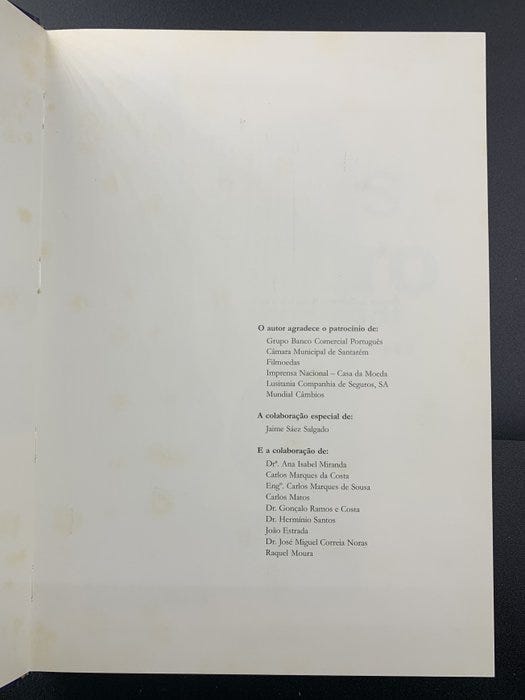 O autor agradece o patrocínio de:
Grupo Banco Comercial Português
Câmara Municipal de Santarém
Filmoedas
Imprensa Nacional – Casa da Moeda
Lusitania Companhia de Seguros, SA
Mundial Câmbios
A colaboração especial de:
Jaime Sáez Salgado
E a colaboração de:
Drª. Ana Isabel Miranda
Carlos Marques da Costa
Engº. Carlos Marques de Sousa
Carlos Matos
Dr. Gonçalo Ramos e Costa
Dr. Hermínio Santos
João Estrada
Dr. José Miguel Correia Noras
Raquel Moura